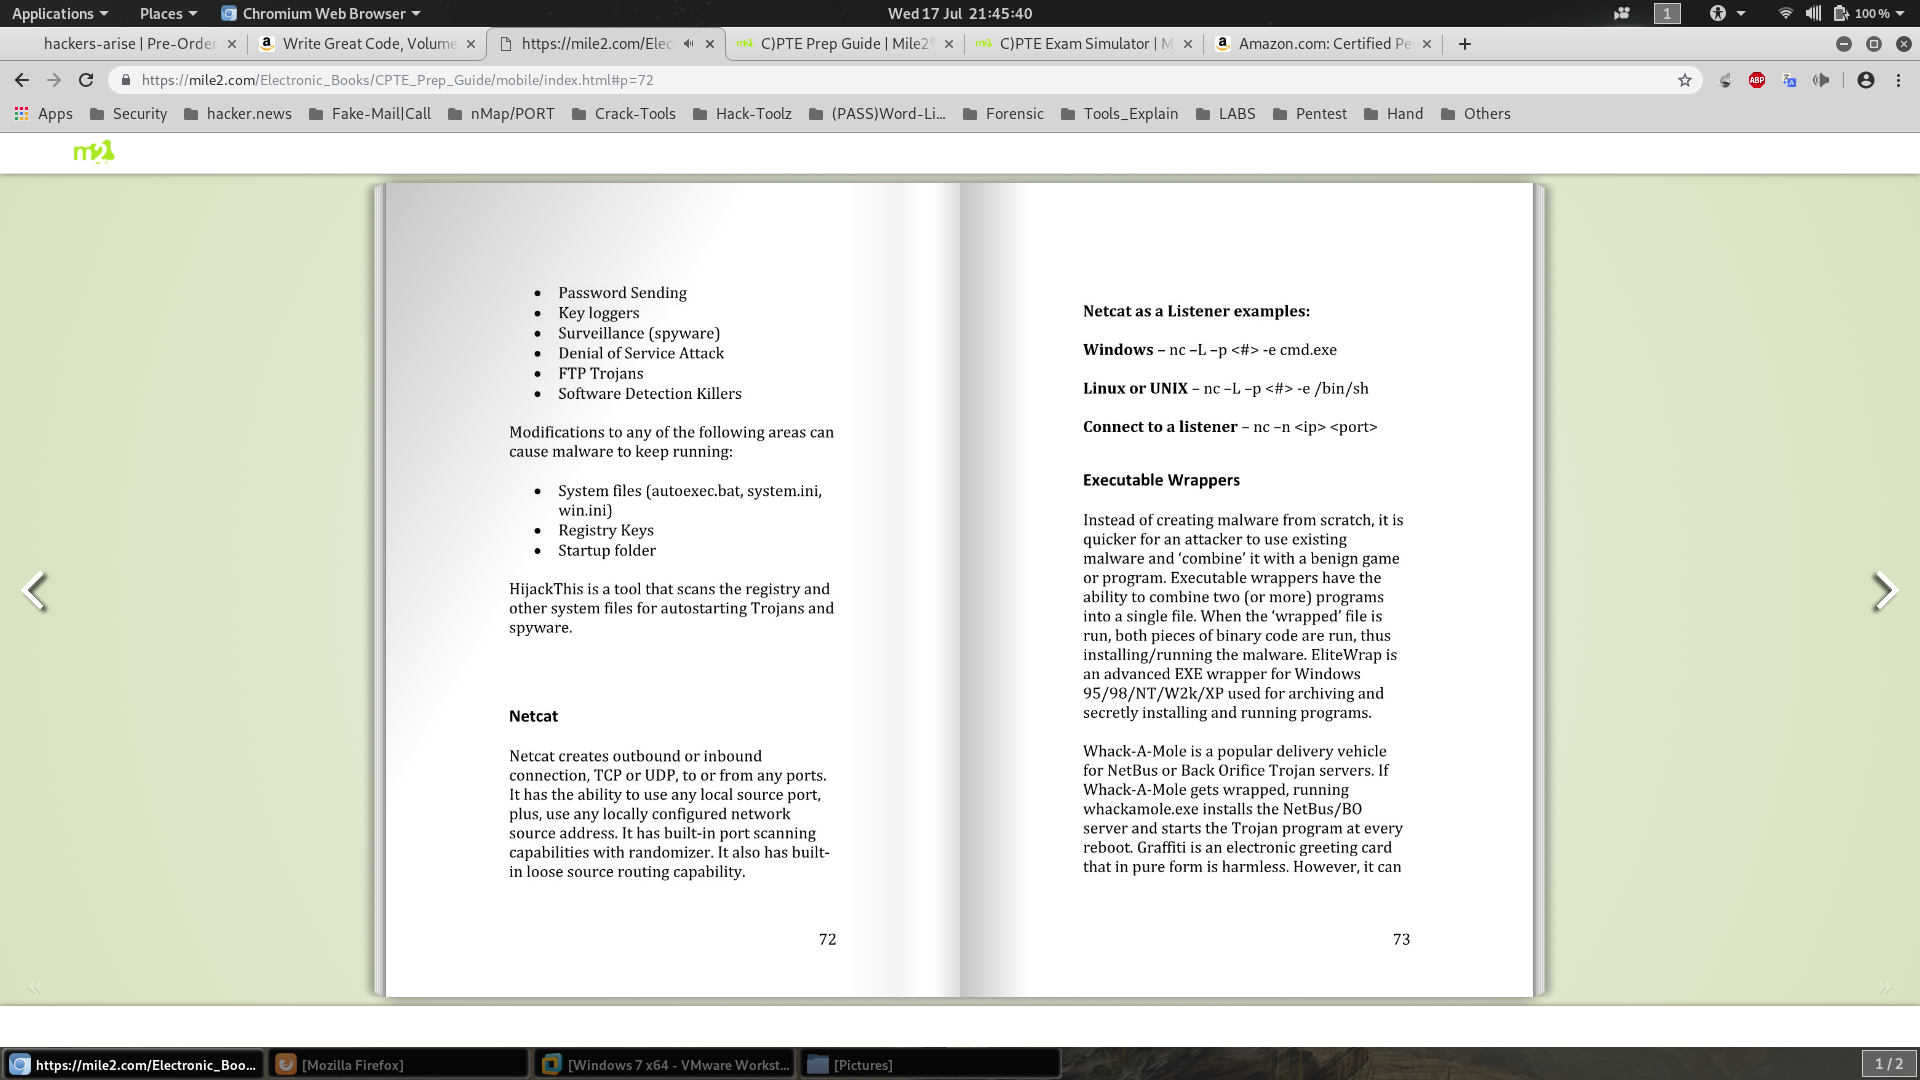 Applications Places Chromium Web Browser Wed 17 Jul 21:45:40 1 100 %
hackers-arise | Pre-Order Write Great Code, Volume https://mile2.com/Elec C)PTE Prep Guide | Mile2® C)PTE Exam Simulator | M Amazon.com: Certified Pe
https://mile2.com/Electronic_Books/CPTE_Prep_Guide/mobile/index.html#p=72 ABP
Apps Security hacker.news Fake-Mail|Call nMap/PORT Crack-Tools Hack-Toolz (PASS)Word-Li... Forensic Tools_Explain LABS Pentest Hand Others
m2
• Password Sending
• Key loggers
• Surveillance (spyware)
• Denial of Service Attack
• FTP Trojans
• Software Detection Killers
Modifications to any of the following areas can
cause malware to keep running:
• System files (autoexec.bat, system.ini,
win.ini)
• Registry Keys
• Startup folder
HijackThis is a tool that scans the registry and
other system files for autostarting Trojans and
spyware.
Netcat
Netcat creates outbound or inbound
connection, TCP or UDP, to or from any ports.
It has the ability to use any local source port,
plus, use any locally configured network
source address. It has built-in port scanning
capabilities with randomizer. It also has built-
in loose source routing capability.
72
Netcat as a Listener examples:
Windows – nc –L –p <#> -e cmd.exe
Linux or UNIX – nc –L –p <#> -e /bin/sh
Connect to a listener – nc –n <ip> <port>
Executable Wrappers
Instead of creating malware from scratch, it is
quicker for an attacker to use existing
malware and ‘combine’ it with a benign game
or program. Executable wrappers have the
ability to combine two (or more) programs
into a single file. When the ‘wrapped’ file is
run, both pieces of binary code are run, thus
installing/running the malware. EliteWrap is
an advanced EXE wrapper for Windows
95/98/NT/W2k/XP used for archiving and
secretly installing and running programs.
Whack-A-Mole is a popular delivery vehicle
for NetBus or Back Orifice Trojan servers. If
Whack-A-Mole gets wrapped, running
whackamole.exe installs the NetBus/BO
server and starts the Trojan program at every
reboot. Graffiti is an electronic greeting card
that in pure form is harmless. However, it can
73
https://mile2.com/Electronic_Boo... [Mozilla Firefox] [Windows 7 x64 - VMware Workst... [Pictures] 1 / 2